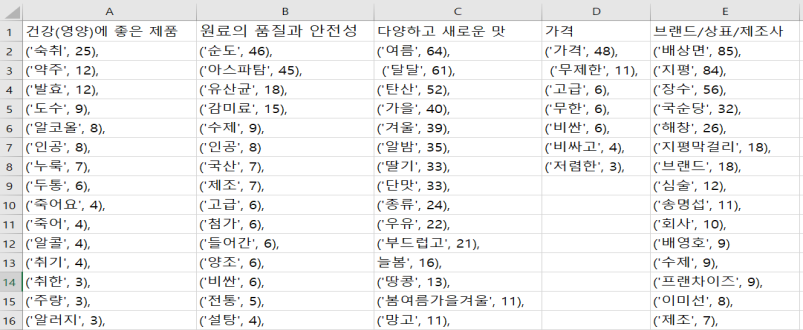 A B C D E
1 건강(영양)에 좋은 제품 원료의 품질과 안전성 다양하고 새로운 맛 가격 브랜드/상표/제조사
2 ('숙취', 25), ('순도', 46), ('여름', 64), ('가격', 48), ('배상면', 85),
3 ('약주', 12), ('아스파탐', 45), ('달달', 61), ('무제한', 11), ('지평', 84),
4 ('발효', 12), ('유산균', 18), ('탄산', 52), ('고급', 6), ('장수', 56),
5 ('도수', 9), ('감미료', 15), ('가을', 40), ('무한', 6), ('국순당', 32),
6 ('알코올', 8), ('수제', 9), ('겨울', 39), ('비싼', 6), ('해창', 26),
7 ('인공', 8) ('인공', 8) ('알밤', 35), ('비싸고', 4), ('지평막걸리', 18),
8 ('누룩', 7) ('국산', 7), ('딸기', 33), ('저렴한', 3), ('브랜드', 18),
9 ('두통', 6), ('제조', 7), ('단맛', 33), ('심술', 12),
10 ('죽어요', 4), ('고급', 6), ('종류', 24), ('송명섭', 11),
11 ('죽어', 4), ('첨가', 6), ('우유', 22), ('회사', 10),
12 ('알콜', 4), ('들어간', 6), ('부드럽고', 21), ('배영호', 9)
13 ('취기', 4), ('양조', 6), 늘봄', 16), ('수제', 9),
14 ('취한', 3), ('비싼', 6), ('땅콩', 13), ('프랜차이즈', 9),
15 ('주량', 3), ('전통', 5), ('봄여름가을겨울', 11), ('이미선', 8),
16 ('알러지', 3), ('설탕', 4), ('망고', 11), ('제조', 7),